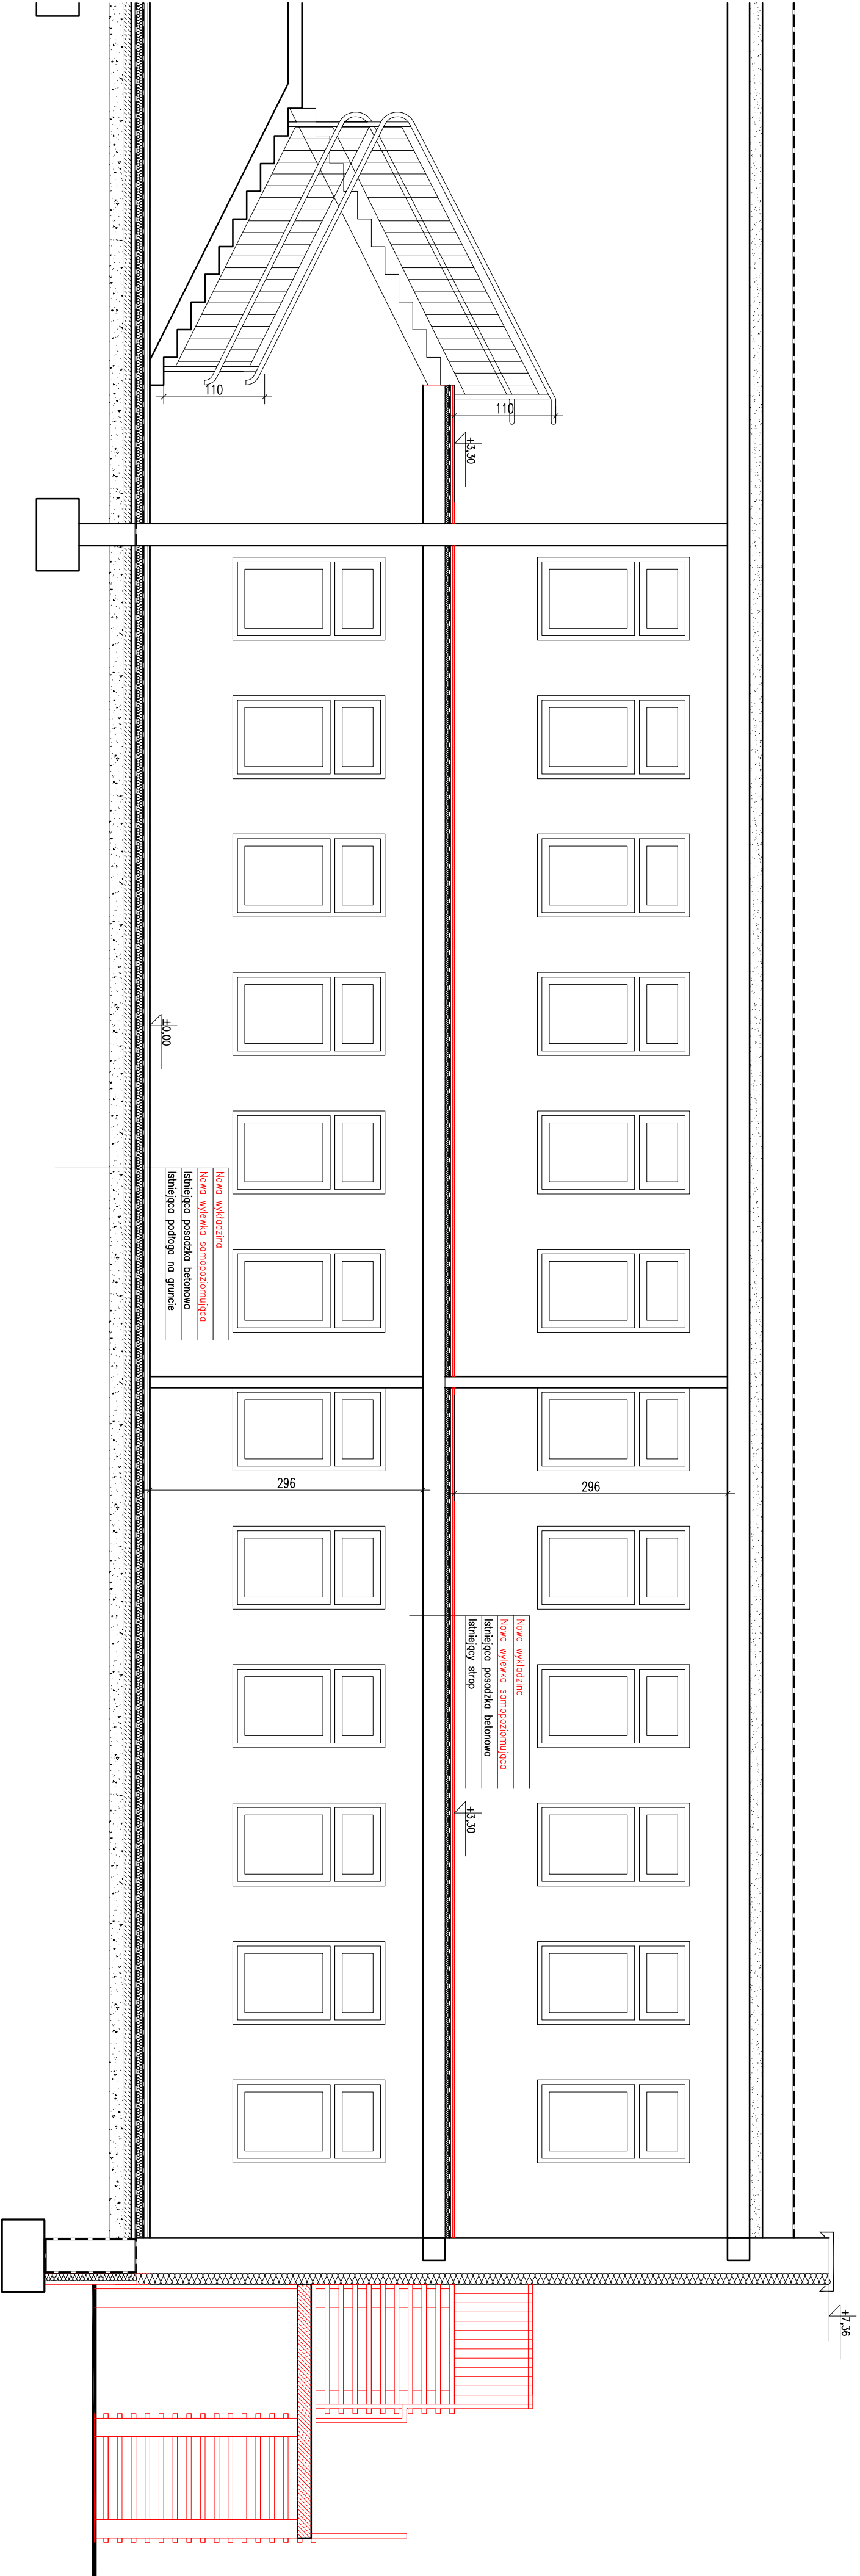 110
110
+3,30
±0,00
Nowa wykładzina
Nowa wylewka samopoziomująca
Istniejąca posadzka betonowa
Istniejąca podłoga na gruncie
296
296
Nowa wykładzina
Nowa wylewka samopoziomująca
Istniejąca posadzka betonowa
Istniejący strop
+3,30
+7,36